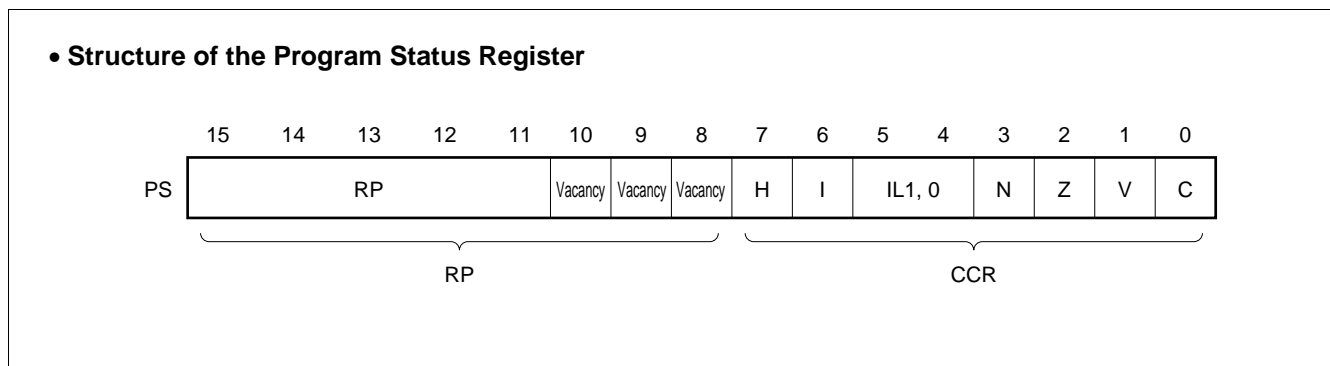 • Structure of the Program Status Register
15 14 13 12 11 10 9 8 7 6 5 4 3 2 1 0
PS RP Vacancy Vacancy Vacancy H I IL1, 0 N Z V C
RP CCR